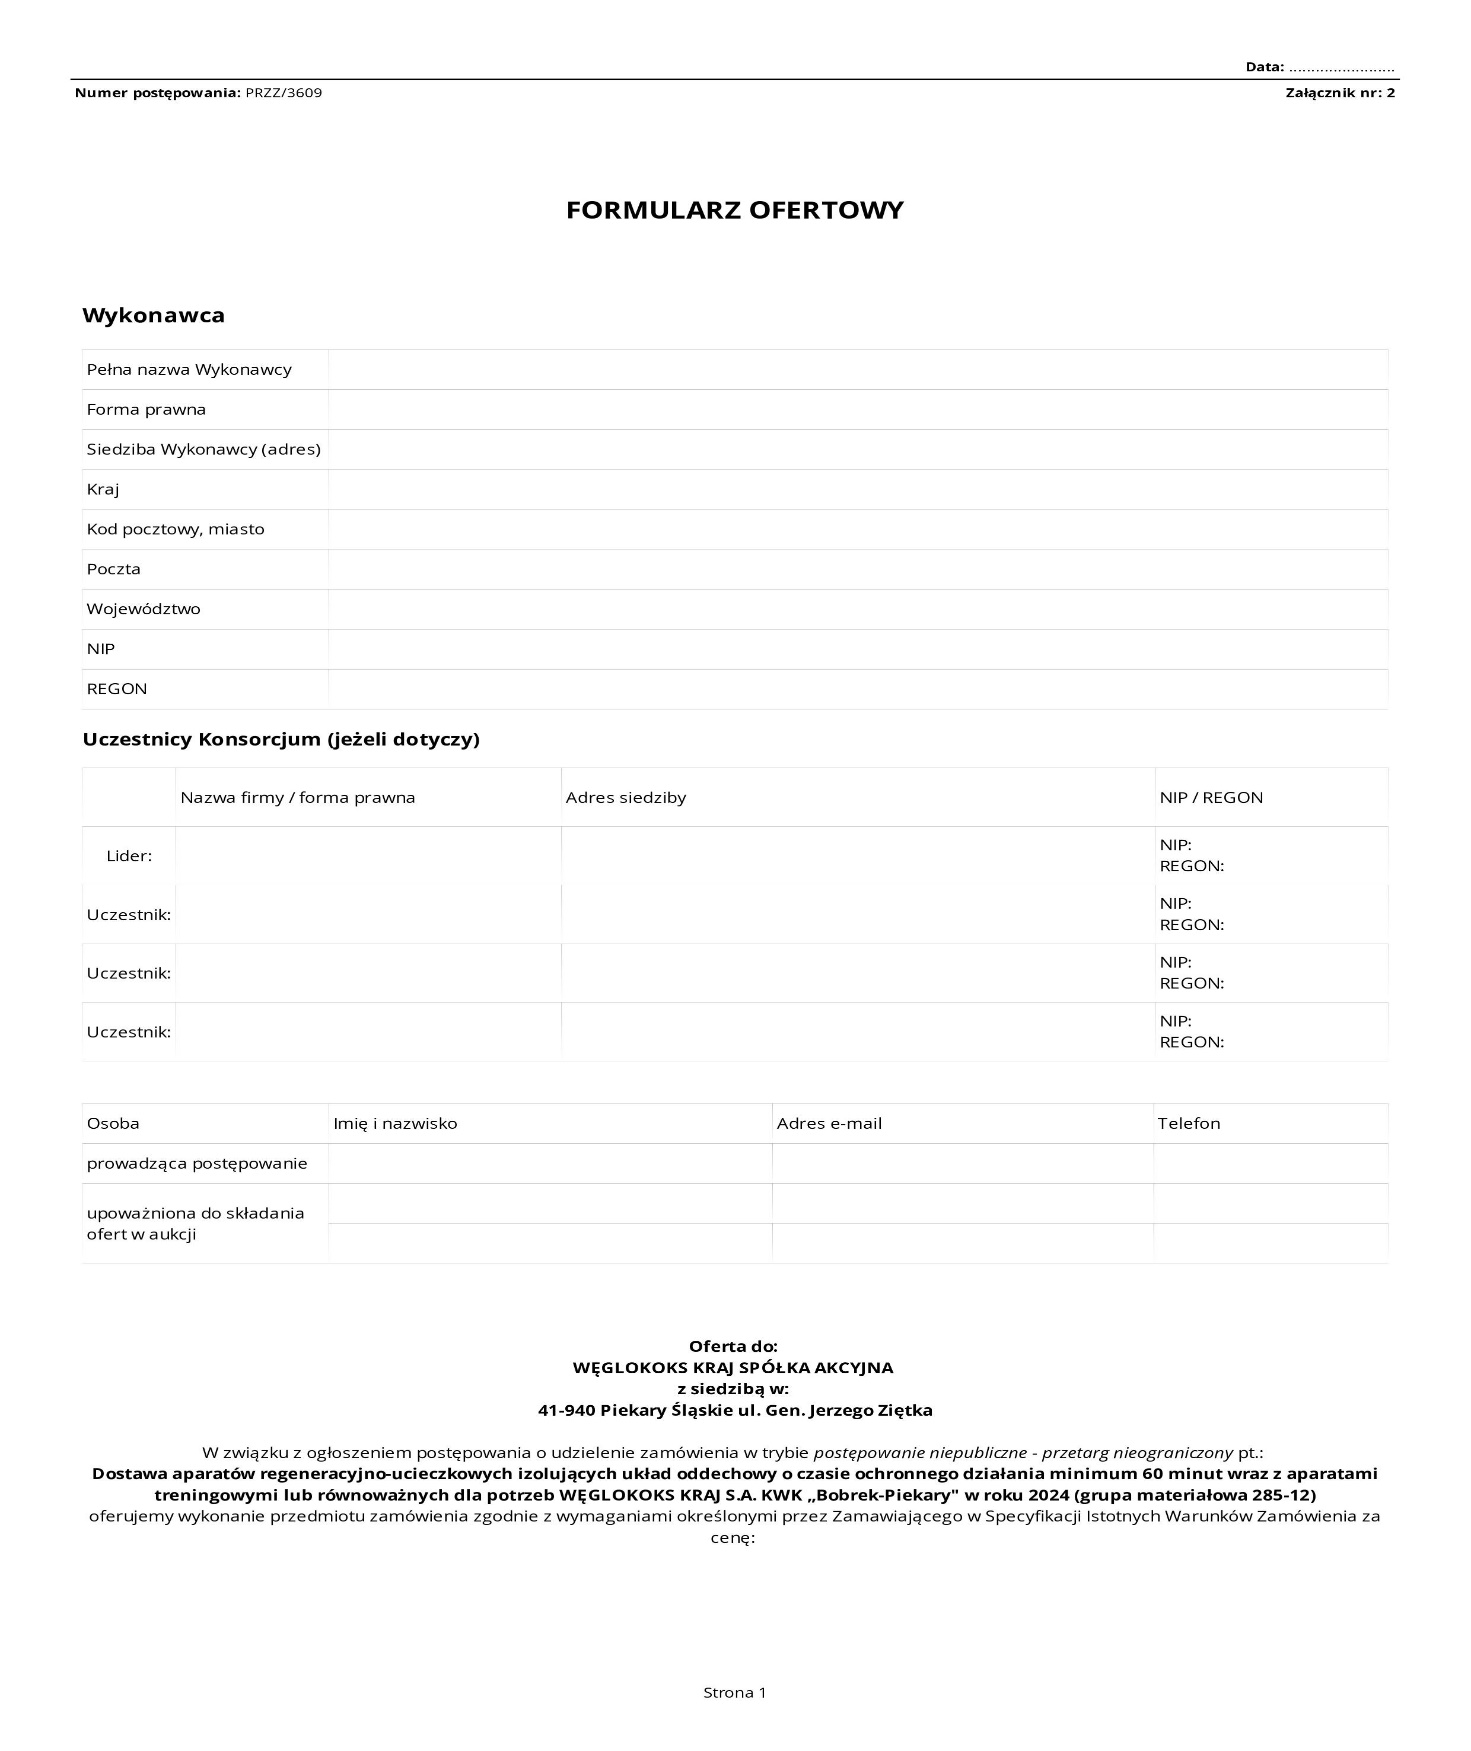 Data: ........................
Numer postępowania: PRZZ/3609 Załącznik nr: 2
FORMULARZ OFERTOWY
Wykonawca
Pełna nazwa Wykonawcy
Forma prawna
Siedziba Wykonawcy (adres)
Kraj
Kod pocztowy, miasto
Poczta
Województwo
NIP
REGON
Uczestnicy Konsorcjum (jeżeli dotyczy)
Nazwa firmy / forma prawna Adres siedziby NIP / REGON
Lider:
NIP:
REGON:
Uczestnik:
NIP:
REGON:
Uczestnik:
NIP:
REGON:
Uczestnik:
NIP:
REGON:
Osoba Imię i nazwisko Adres e-mail Telefon
prowadząca postępowanie
upoważniona do składania
ofert w aukcji
Oferta do:
WĘGLOKOKS KRAJ SPÓŁKA AKCYJNA
z siedzibą w:
41-940 Piekary Śląskie ul. Gen. Jerzego Ziętka
W związku z ogłoszeniem postępowania o udzielenie zamówienia w trybie postępowanie niepubliczne - przetarg nieograniczony pt.:
Dostawa aparatów regeneracyjno-ucieczkowych izolujących układ oddechowy o czasie ochronnego działania minimum 60 minut wraz z aparatami
treningowymi lub równoważnych dla potrzeb WĘGLOKOKS KRAJ S.A. KWK „Bobrek-Piekary" w roku 2024 (grupa materiałowa 285-12)
oferujemy wykonanie przedmiotu zamówienia zgodnie z wymaganiami określonymi przez Zamawiającego w Specyfikacji Istotnych Warunków Zamówienia za
cenę:
Strona 1